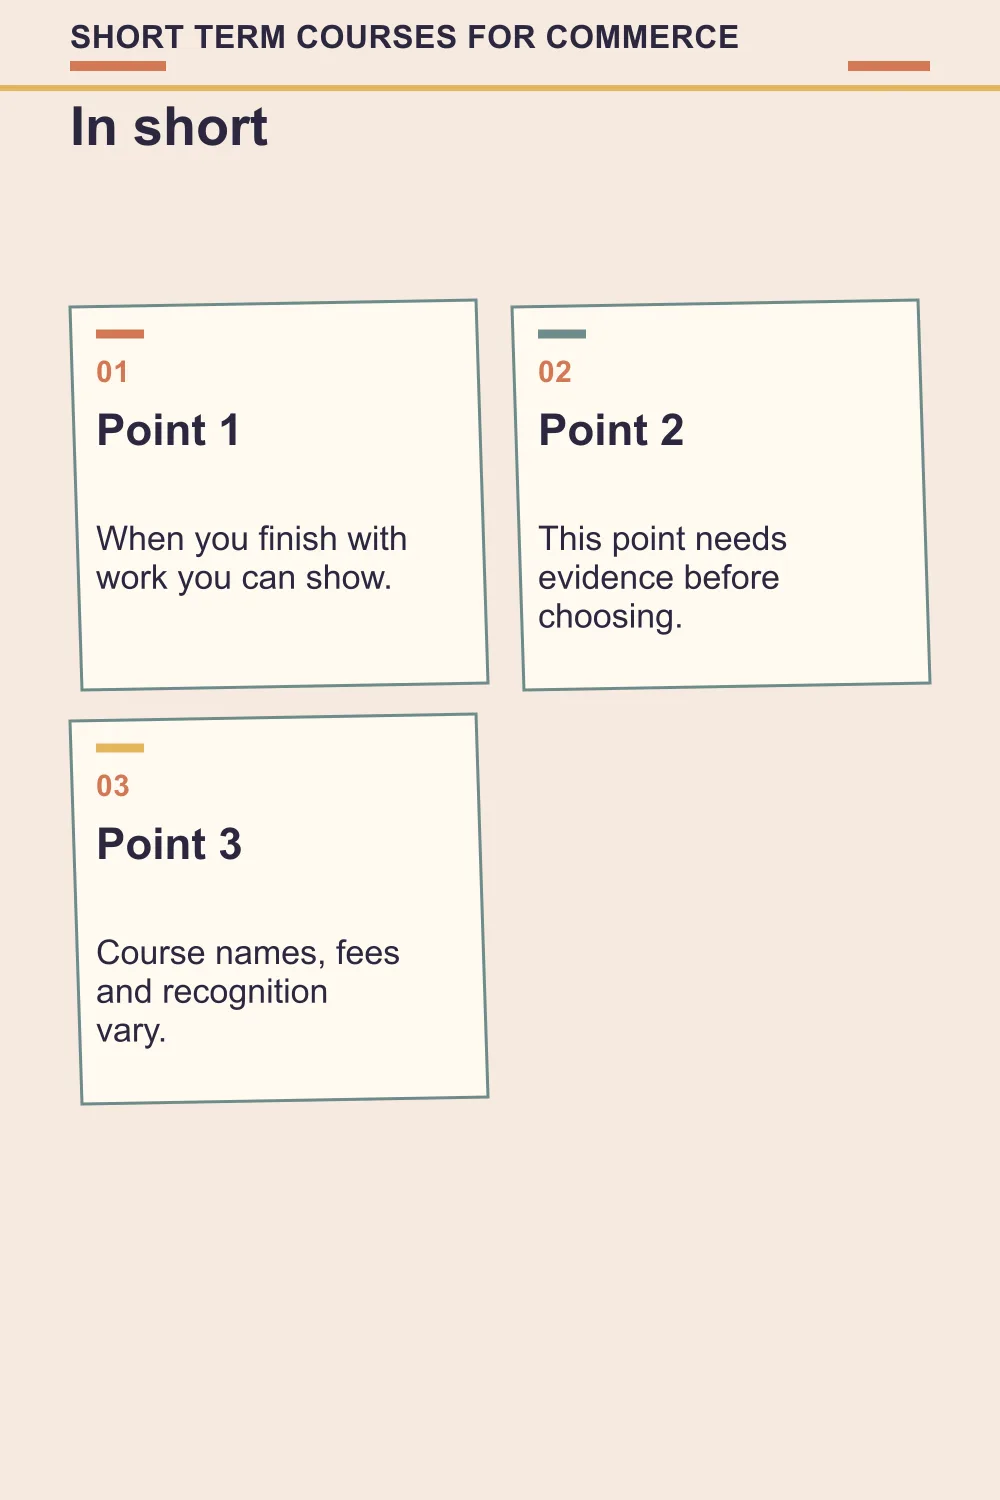 SHORT TERM COURSES FOR COMMERCE
In short
01
Point 1
When you finish with
work you can show.
02
Point 2
This point needs
evidence before
choosing.
03
Point 3
Course names, fees
and recognition
vary.